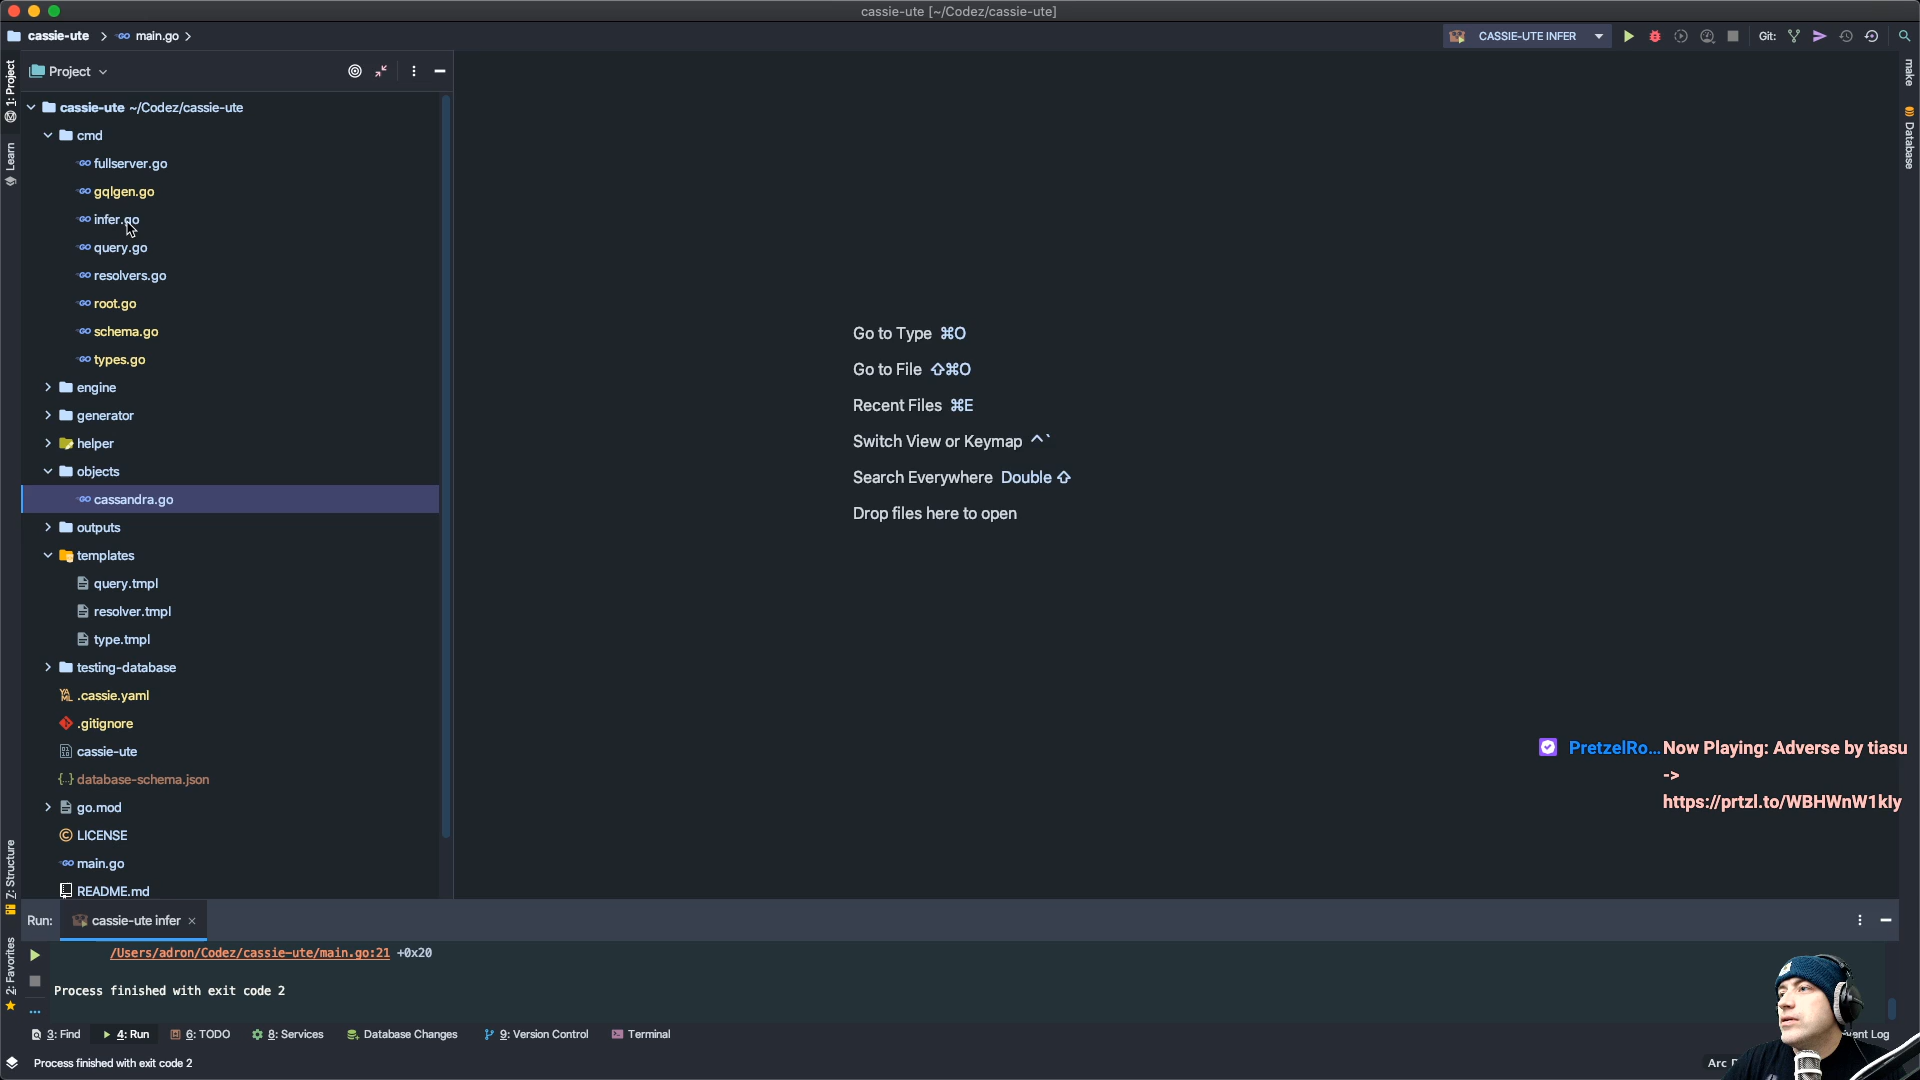 cassie-ute [~/Codez/cassie-ute]
cassie-ute
main.go
CASSIE-UTE INFER
Git:
1: Project
Learn
Z: Structure
2: Favorites
make
Database
Project
cassie-ute ~/Codez/cassie-ute
cmd
fullserver.go
gqlgen.go
infer.go
query.go
resolvers.go
root.go
schema.go
types.go
engine
generator
helper
objects
cassandra.go
outputs
templates
query.tmpl
resolver.tmpl
type.tmpl
testing-database
.cassie.yaml
.gitignore
cassie-ute
database-schema.json
go.mod
LICENSE
main.go
README.md
Go to Type ⌘O
Go to File ⇧⌘O
Recent Files ⌘E
Switch View or Keymap ^`
Search Everywhere Double ⇧
Drop files here to open
PretzelRo... Now Playing: Adverse by tiasu
->
https://prtzl.to/WBHWnW1kly
Run: cassie-ute infer
/Users/adron/Codez/cassie-ute/main.go:21 +0x20
Process finished with exit code 2
3: Find
4: Run
6: TODO
8: Services
Database Changes
9: Version Control
Terminal
Log
Process finished with exit code 2
Arc